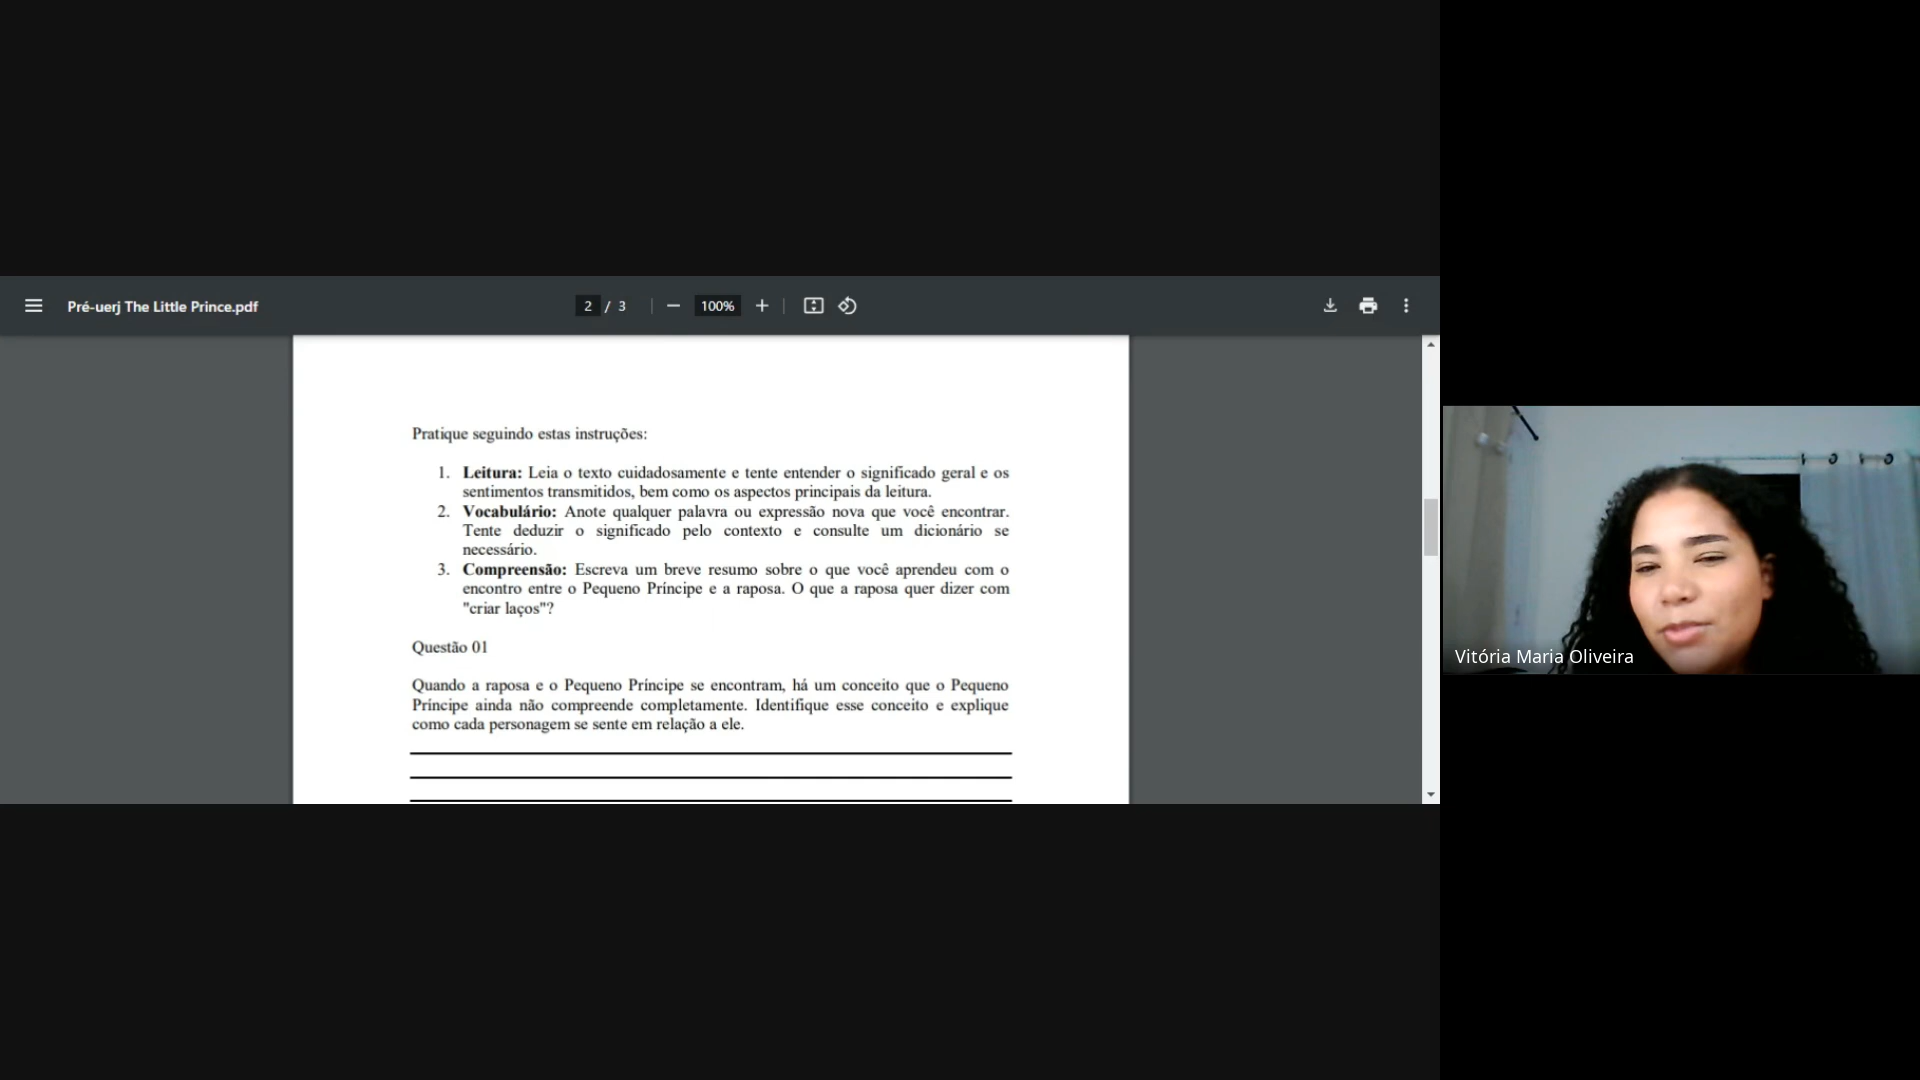 Pré-uerj The Little Prince.pdf
2 / 3
100%
Pratique seguindo estas instruções:
1. Leitura: Leia o texto cuidadosamente e tente entender o significado geral e os
sentimentos transmitidos, bem como os aspectos principais da leitura.
2. Vocabulário: Anote qualquer palavra ou expressão nova que você encontrar.
Tente deduzir o significado pelo contexto e consulte um dicionário se
necessário.
3. Compreensão: Escreva um breve resumo sobre o que você aprendeu com o
encontro entre o Pequeno Príncipe e a raposa. O que a raposa quer dizer com
"criar laços"?
Questão 01
Quando a raposa e o Pequeno Príncipe se encontram, há um conceito que o Pequeno
Príncipe ainda não compreende completamente. Identifique esse conceito e explique
como cada personagem se sente em relação a ele.
Vitória Maria Oliveira